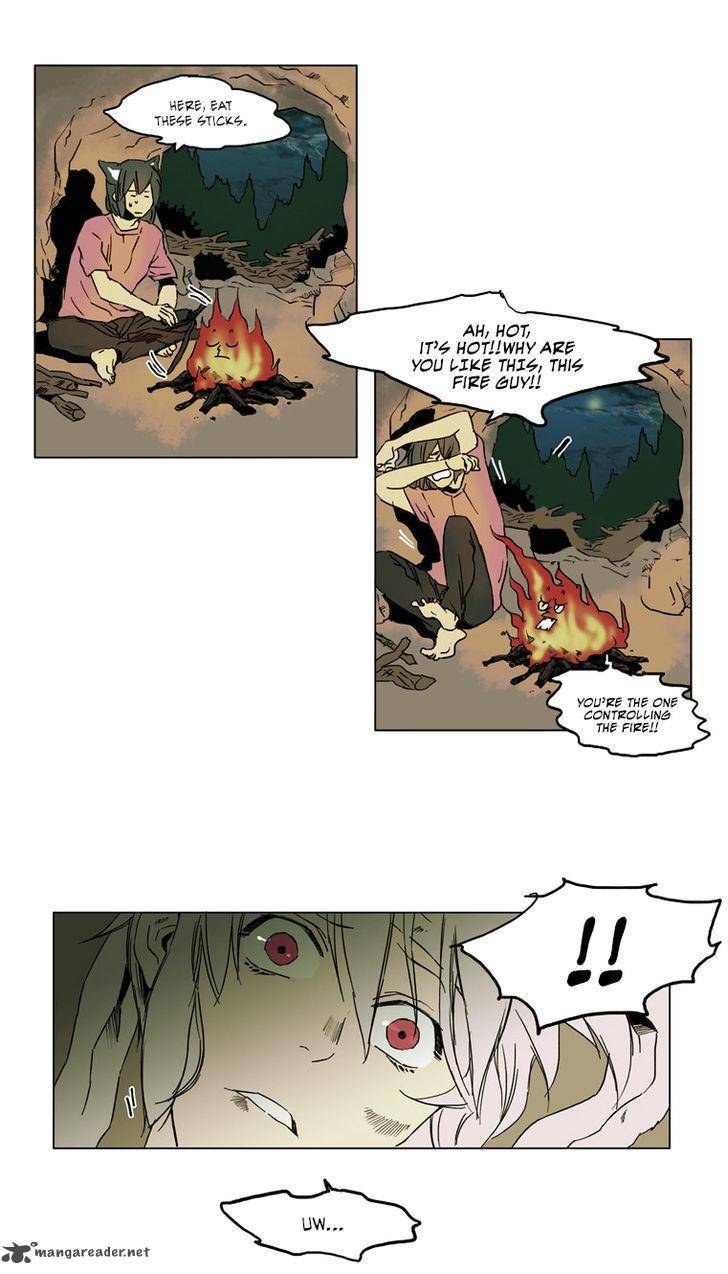 HERE, EAT
THESE STICKS.
AH, HOT,
IT'S HOT!!WHY ARE
YOU LIKE THIS, THIS
FIRE GUY!!
YOU'RE THE ONE
CONTROLLING
THE FIRE!!
!!
UW...
mangareader.net